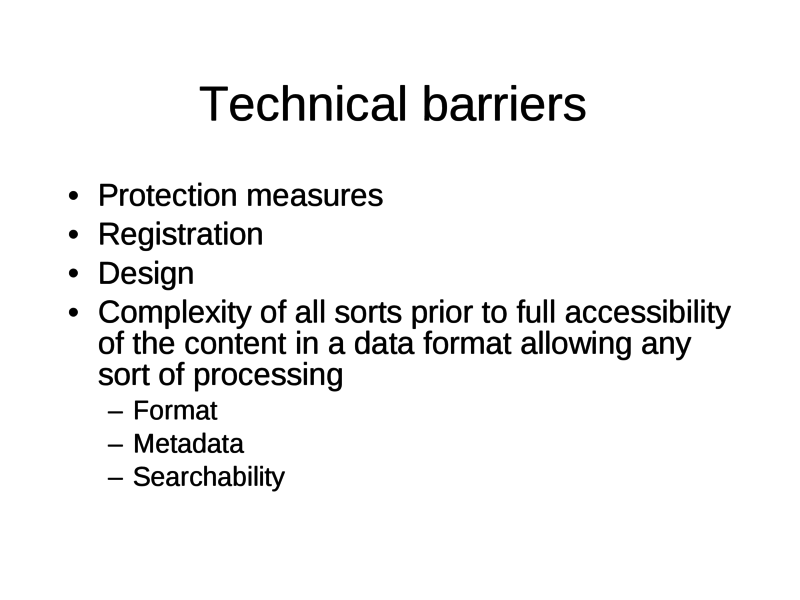 Technical barriers
• Protection measures
• Registration
• Design
• Complexity of all sorts prior to full accessibility
of the content in a data format allowing any
sort of processing
– Format
– Metadata
– Searchability